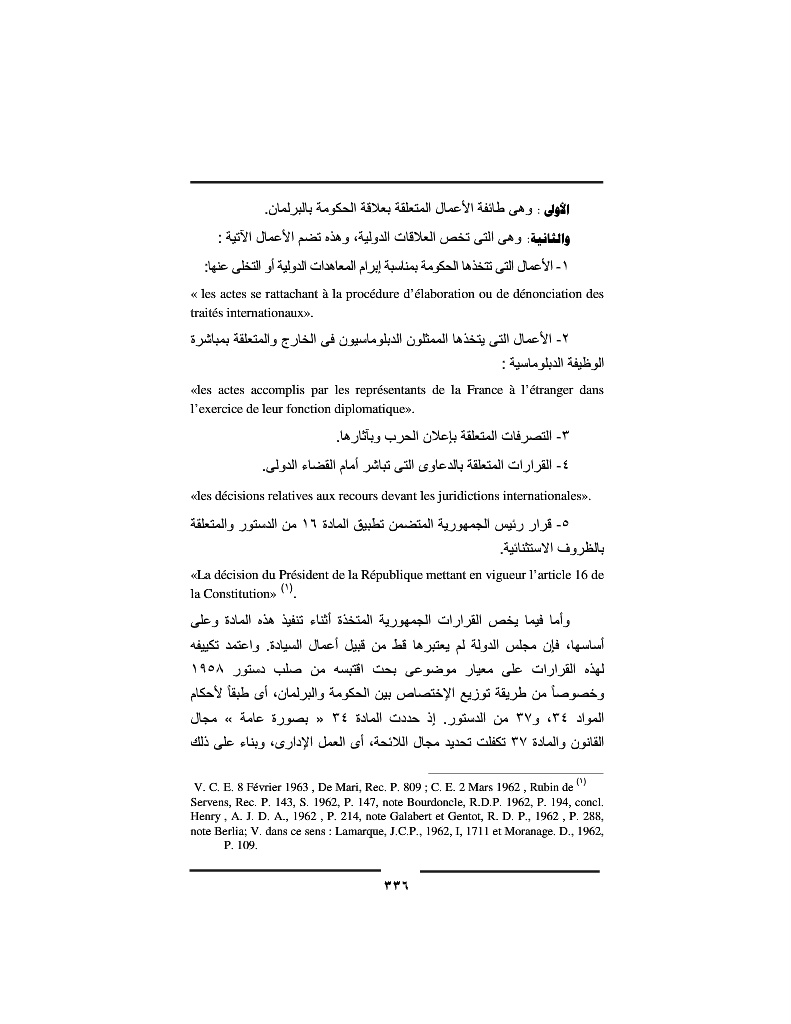 الأولى : وهى طائفة الأعمال المتعلقة بعلاقة الحكومة بالبرلمان.
والثانية: وهى التى تخص العلاقات الدولية، وهذه تضم الأعمال الآتية :
١- الأعمال التى تتخذها الحكومة بمناسبة إبرام المعاهدات الدولية أو التخلى عنها:
« les actes se rattachant à la procédure d’élaboration ou de dénonciation des
traités internationaux».
٢- الأعمال التى يتخذها الممثلون الدبلوماسيون فى الخارج والمتعلقة بمباشرة
الوظيفة الدبلوماسية :
«les actes accomplis par les représentants de la France à l’étranger dans
l’exercice de leur fonction diplomatique».
٣- التصرفات المتعلقة بإعلان الحرب وبآثارها.
٤- القرارات المتعلقة بالدعاوى التى تباشر أمام القضاء الدولى.
«les décisions relatives aux recours devant les juridictions internationales».
٥- قرار رئيس الجمهورية المتضمن تطبيق المادة ١٦ من الدستور والمتعلقة
بالظروف الاستثنائية.
«La décision du Président de la République mettant en vigueur l’article 16 de
la Constitution» (١).
وأما فيما يخص القرارات الجمهورية المتخذة أثناء تنفيذ هذه المادة وعلى
أساسها، فإن مجلس الدولة لم يعتبرها قط من قبيل أعمال السيادة. واعتمد تكييفه
لهذه القرارات على معيار موضوعى بحت اقتبسه من صلب دستور ١٩٥٨
وخصوصاً من طريقة توزيع الإختصاص بين الحكومة والبرلمان، أى طبقاً لأحكام
المواد ٣٤، و٣٧ من الدستور. إذ حددت المادة ٣٤ « بصورة عامة » مجال
القانون والمادة ٣٧ تكفلت تحديد مجال اللائحة، أى العمل الإدارى، وبناء على ذلك
V. C. E. 8 Février 1963 , De Mari, Rec. P. 809 ; C. E. 2 Mars 1962 , Rubin de (١)
Servens, Rec. P. 143, S. 1962, P. 147, note Bourdoncle, R.D.P. 1962, P. 194, concl.
Henry , A. J. D. A., 1962 , P. 214, note Galabert et Gentot, R. D. P., 1962 , P. 288,
note Berlia; V. dans ce sens : Lamarque, J.C.P., 1962, I, 1711 et Moranage. D., 1962,
P. 109.
٣٣٦